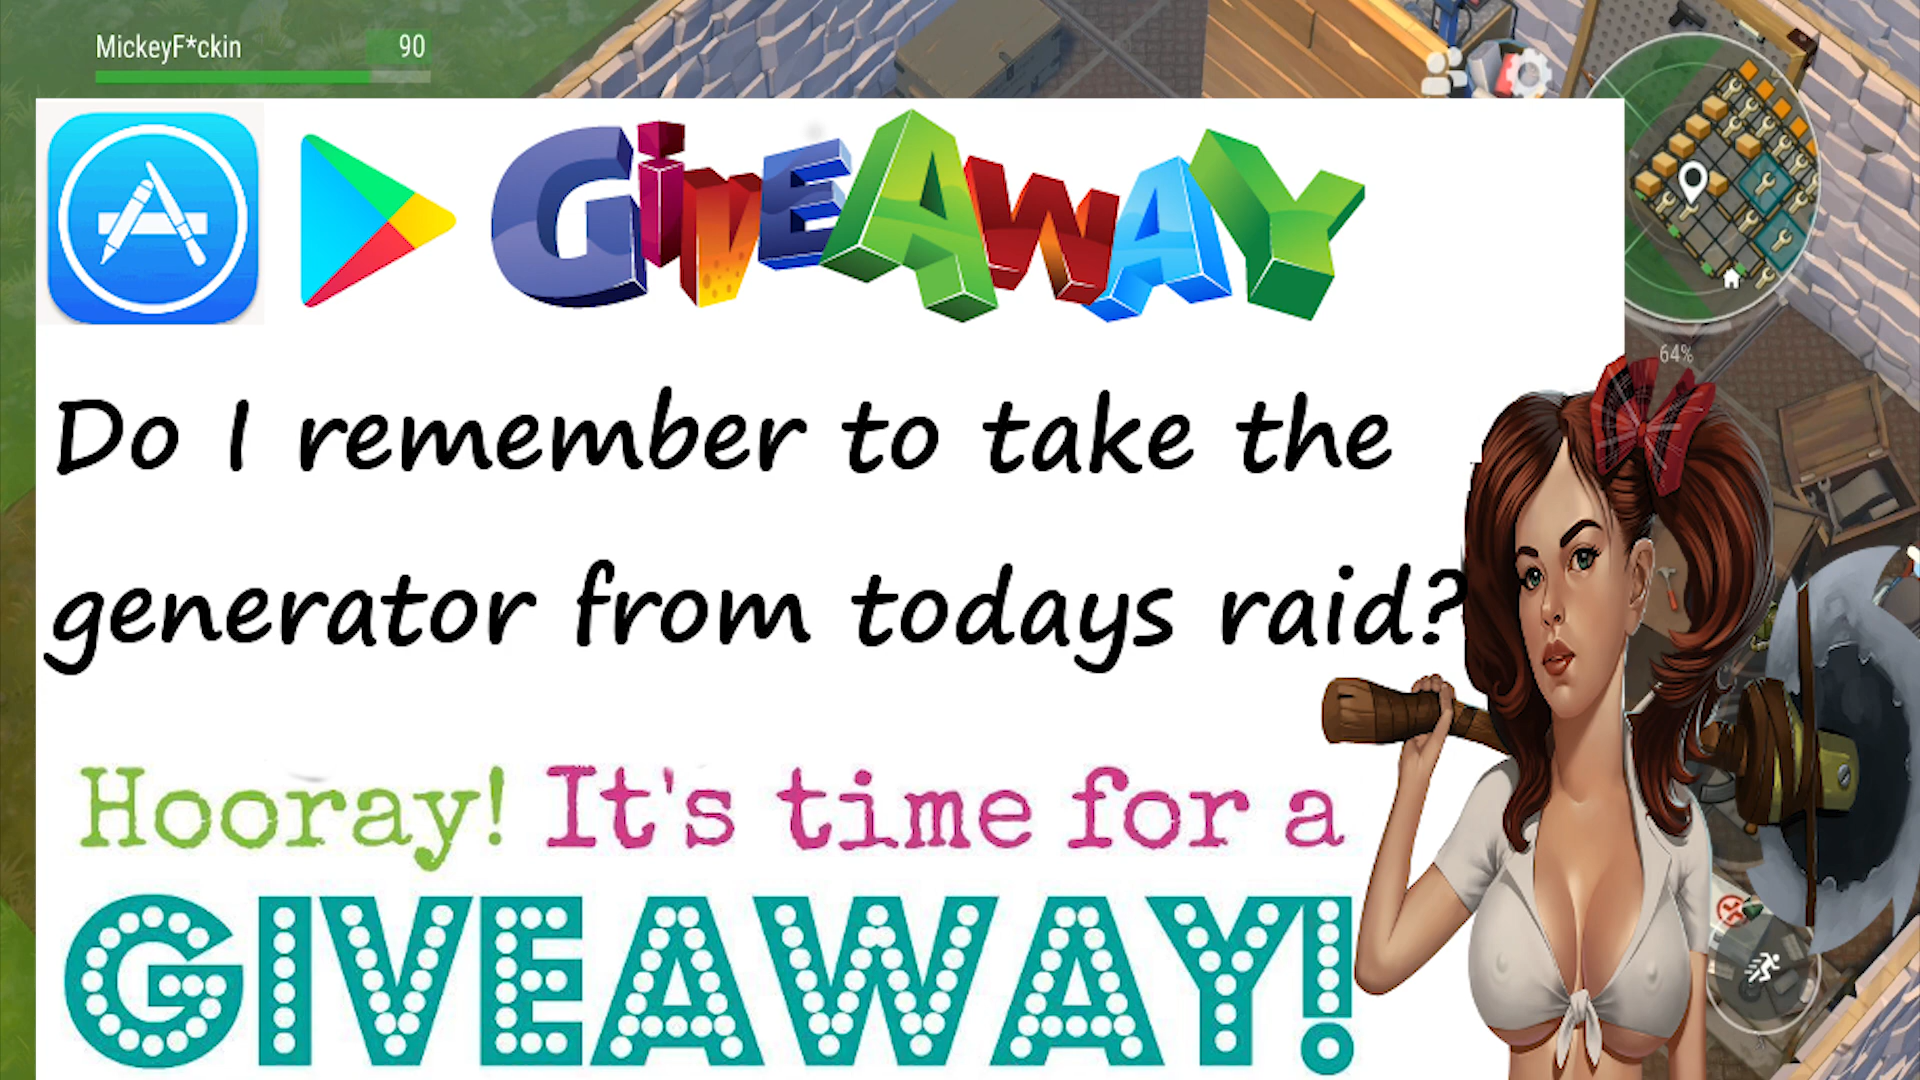 MickeyF*ckin 90
GiVEAWAY
64%
Do I remember to take the
generator from todays raid?
Hooray! It's time for a
GIVEAWAY!